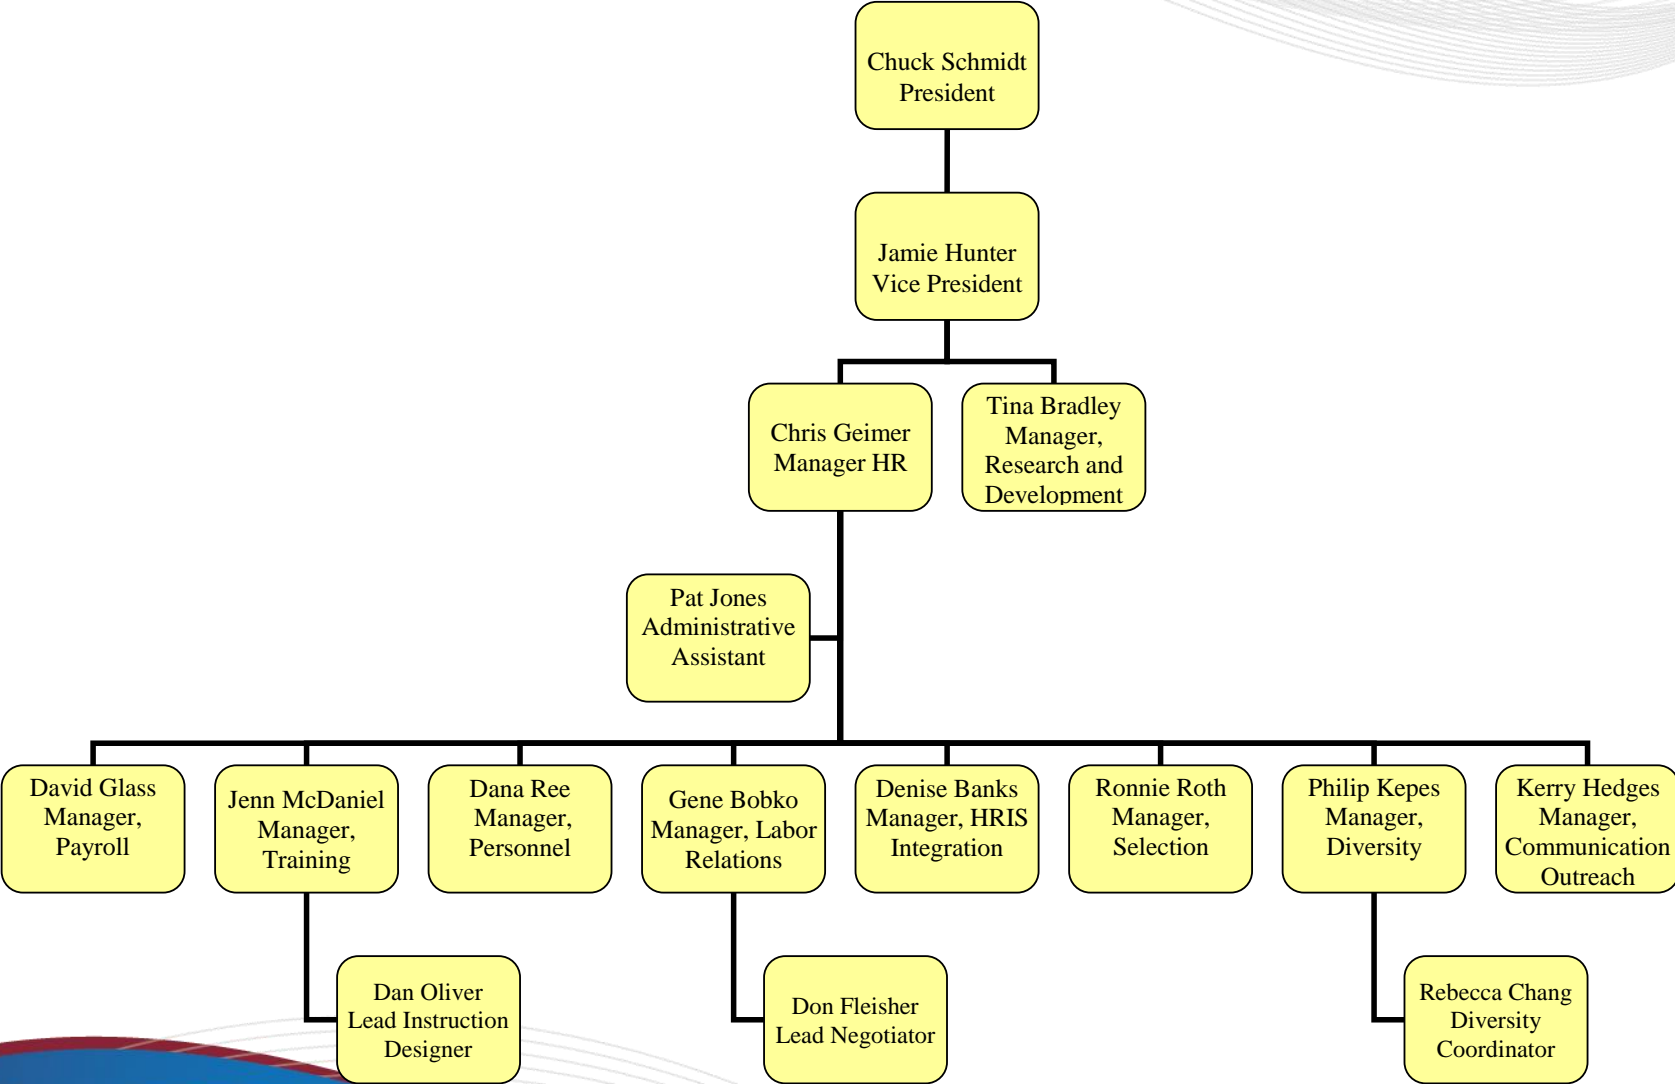 Chuck Schmidt
President
Jamie Hunter
Vice President
Chris Geimer
Manager HR
Tina Bradley
Manager,
Research and
Development
Pat Jones
Administrative
Assistant
David Glass
Manager,
Payroll
Jenn McDaniel
Manager,
Training
Dana Ree
Manager,
Personnel
Gene Bobko
Manager, Labor
Relations
Denise Banks
Manager, HRIS
Integration
Ronnie Roth
Manager,
Selection
Philip Kepes
Manager,
Diversity
Kerry Hedges
Manager,
Communication
Outreach
Dan Oliver
Lead Instruction
Designer
Don Fleisher
Lead Negotiator
Rebecca Chang
Diversity
Coordinator